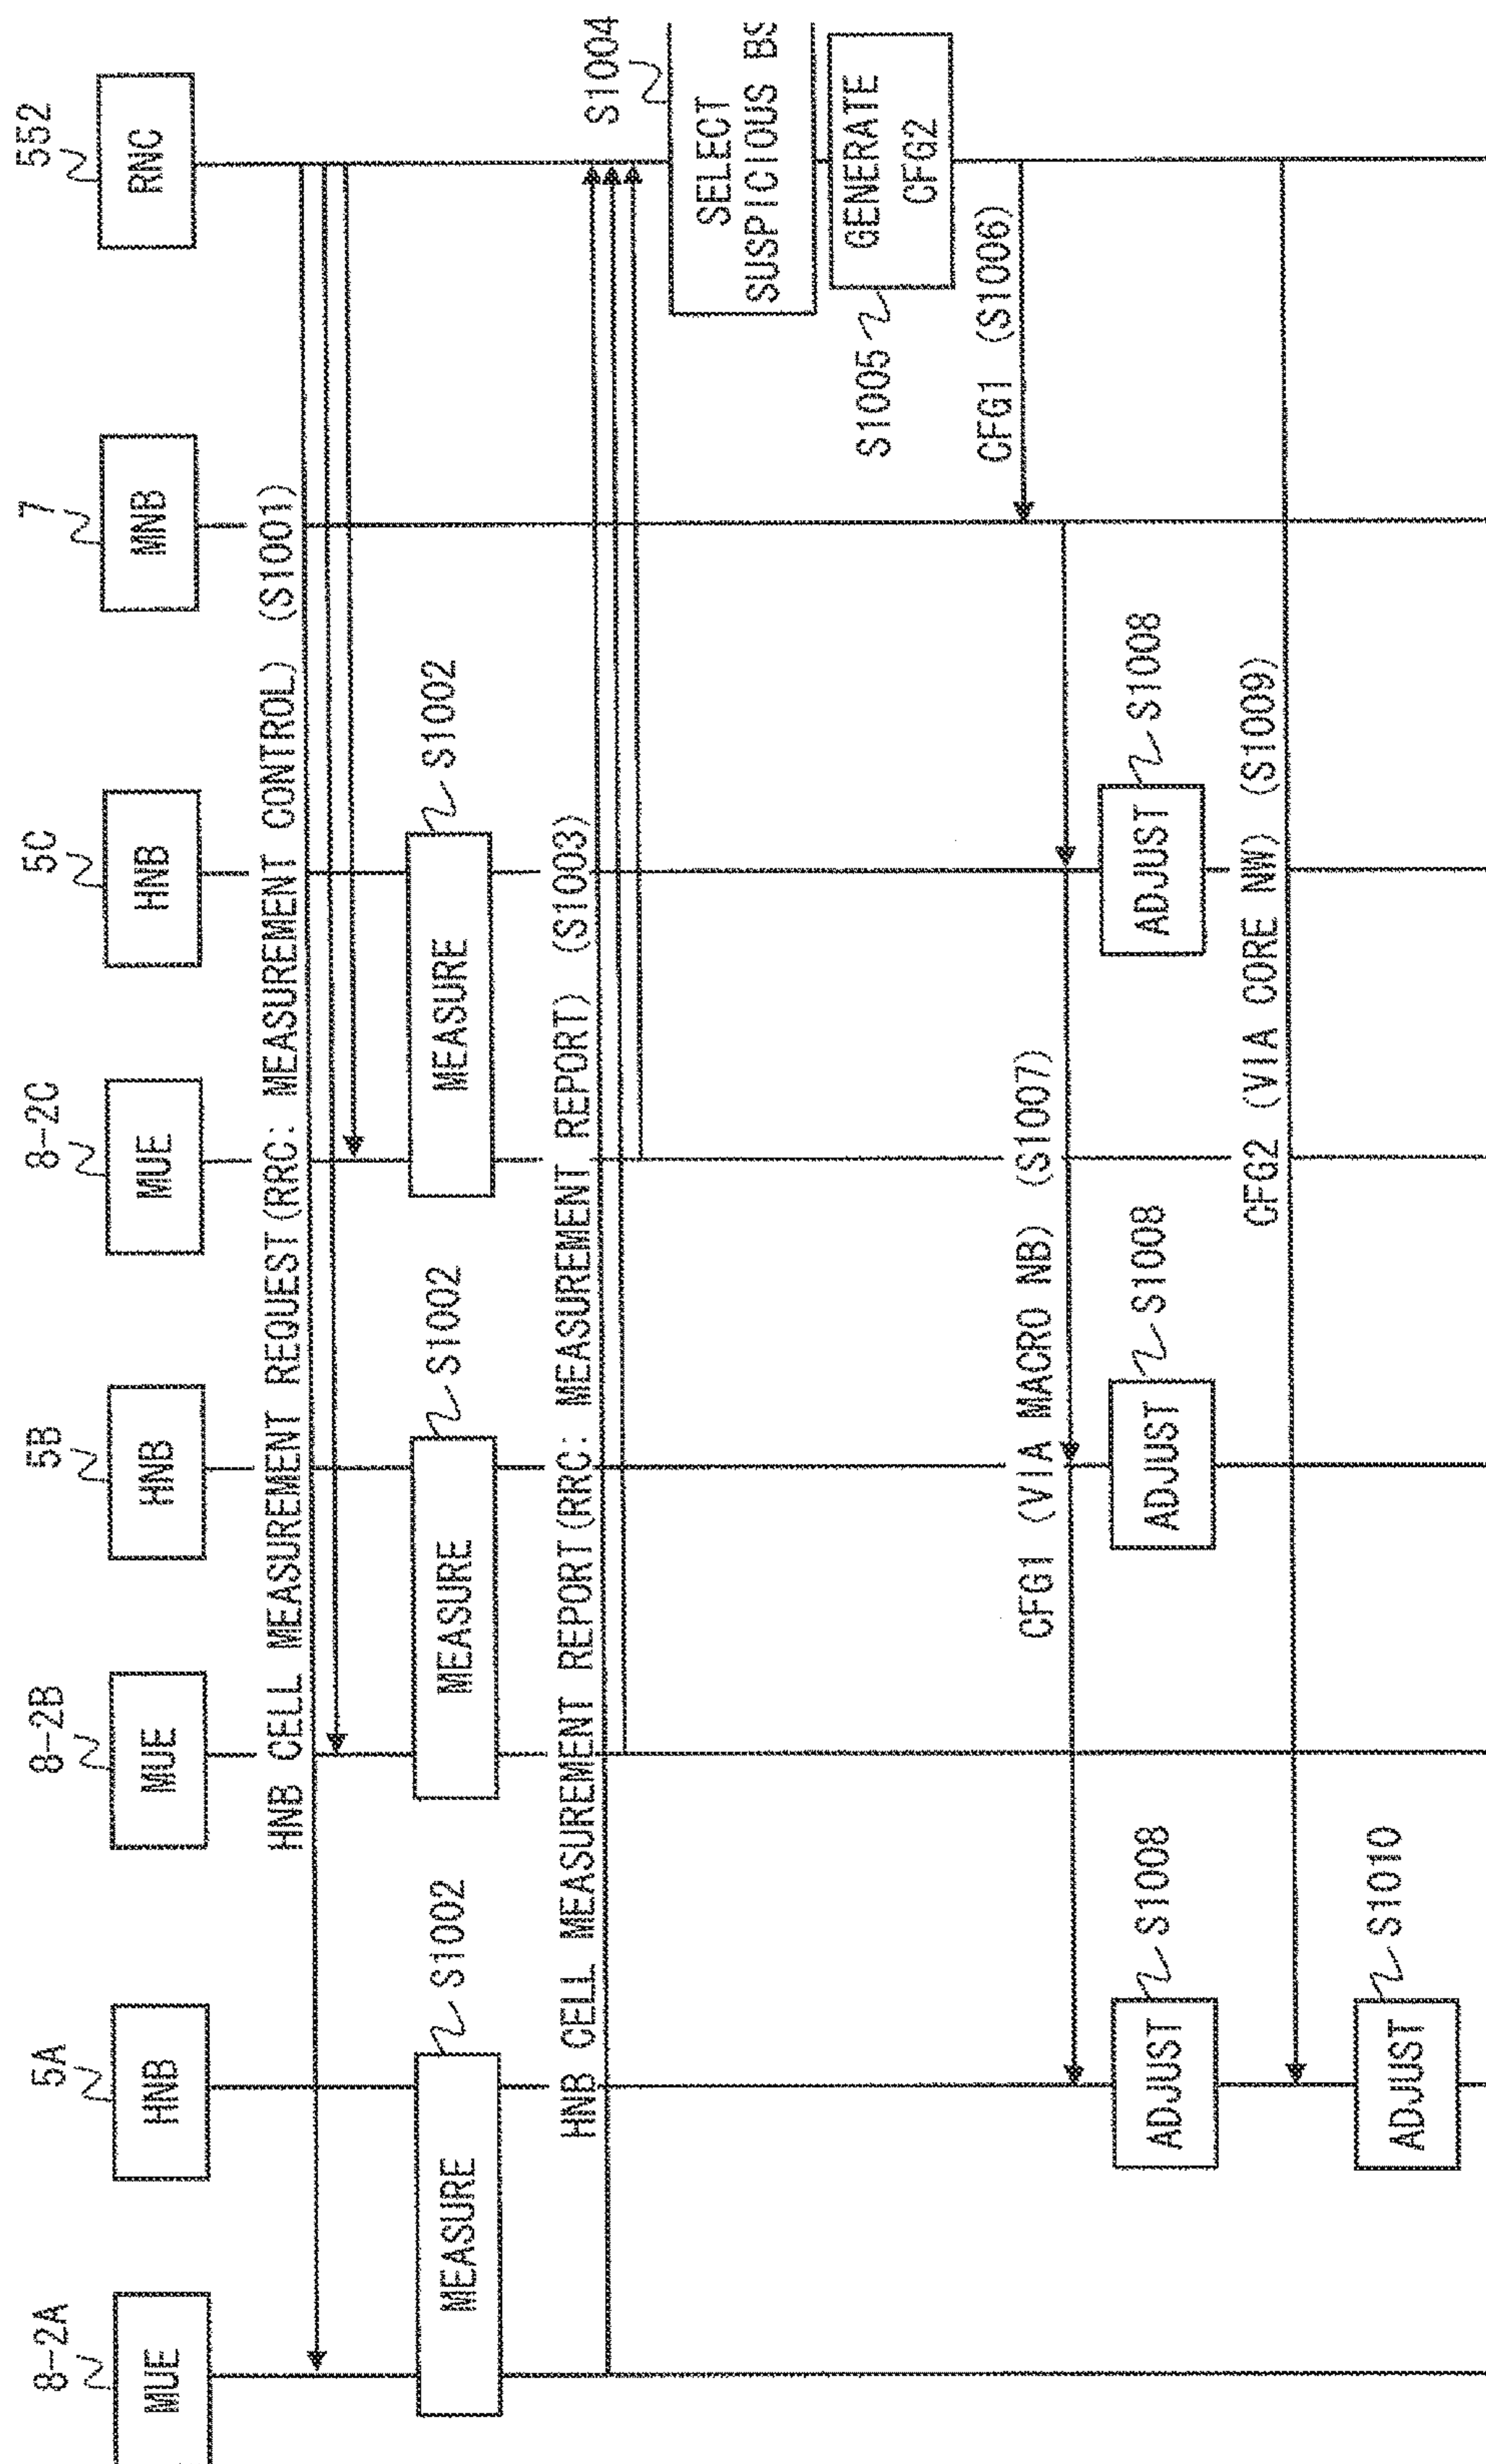 8-2A
5A
8-2B
5B
8-2C
5C
7
552
MUE
HNB
MUE
HNB
MUE
HNB
MNB
RNC
HNB CELL MEASUREMENT REQUEST(RRC: MEASUREMENT CONTROL) (S1001)
MEASURE
S1002
MEASURE
S1002
MEASURE
S1002
HNB CELL MEASUREMENT REPORT(RRC: MEASUREMENT REPORT) (S1003)
S1004
SELECT
SUSPICIOUS BS
GENERATE
CFG2
S1005
CFG1 (S1006)
CFG1 (VIA MACRO NB) (S1007)
ADJUST
S1008
ADJUST
S1008
ADJUST
S1008
CFG2 (VIA CORE NW) (S1009)
ADJUST
S1010